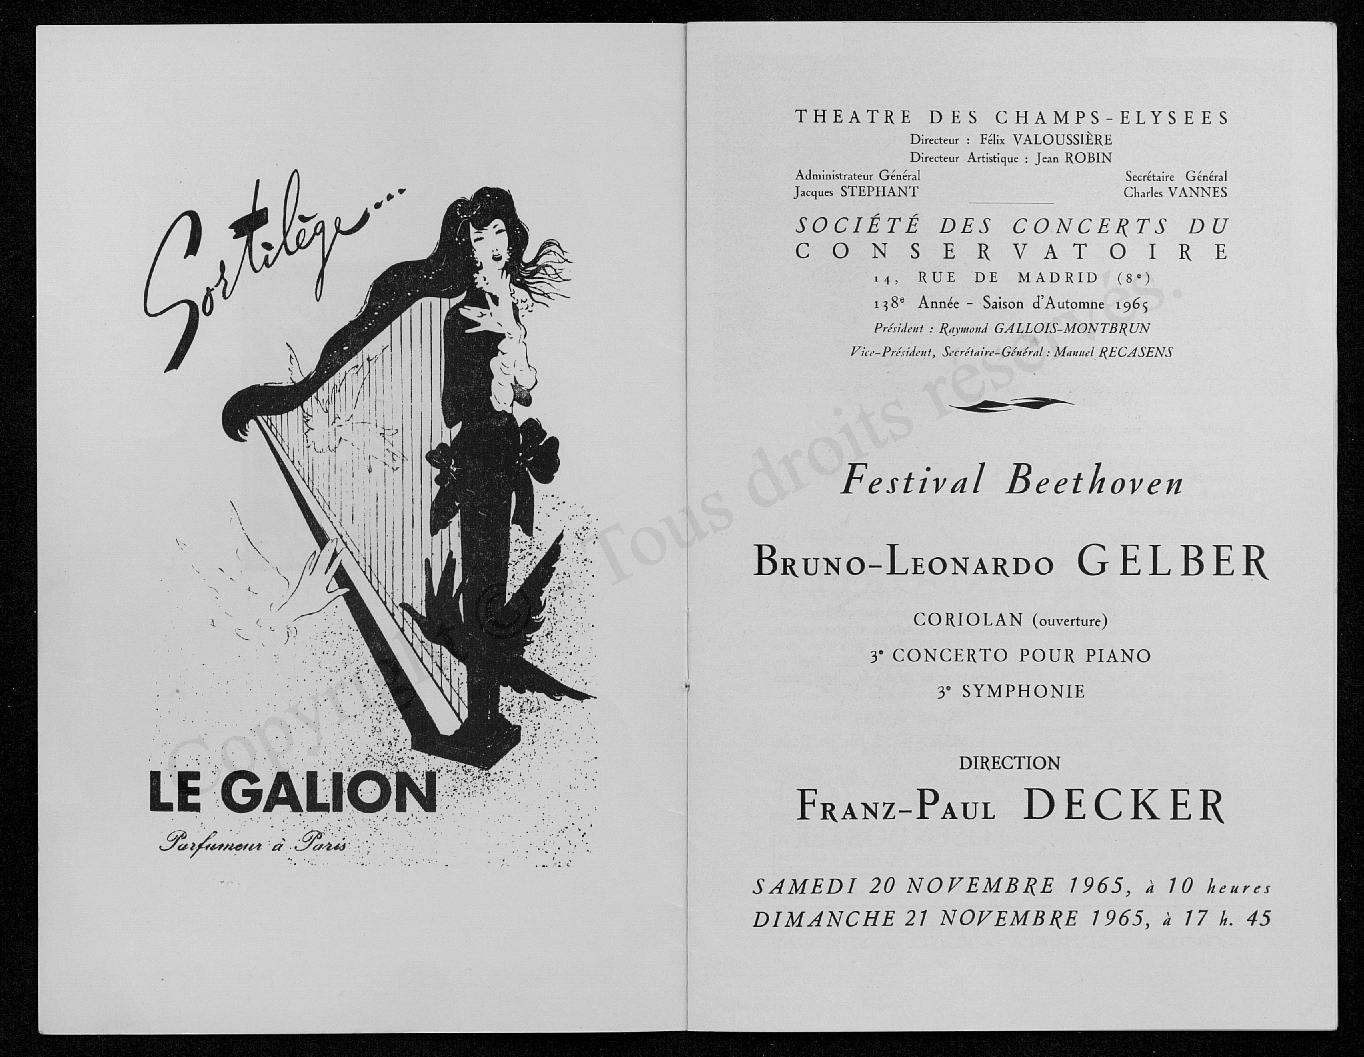 Sortilège...
LE GALION
Parfumeur à Paris
THEATRE DES CHAMPS-ELYSEES
Directeur : Félix VALOUSSIÈRE
Directeur Artistique : Jean ROBIN
Administrateur Général
Jacques STEPHANT
Secrétaire Général
Charles VANNES
SOCIÉTÉ DES CONCERTS DU
CONSERVATOIRE
14, RUE DE MADRID (8e)
138e Année - Saison d'Automne 1965
Président : Raymond GALLOIS-MONTBRUN
Vice-Président, Secrétaire-Général : Manuel RECASENS
Festival Beethoven
BRUNO-LEONARDO GELBER
CORIOLAN (ouverture)
3e CONCERTO POUR PIANO
3e SYMPHONIE
DIRECTION
FRANZ-PAUL DECKER
SAMEDI 20 NOVEMBRE 1965, à 10 heures
DIMANCHE 21 NOVEMBRE 1965, à 17 h. 45
Copyright © Tous droits réservés.